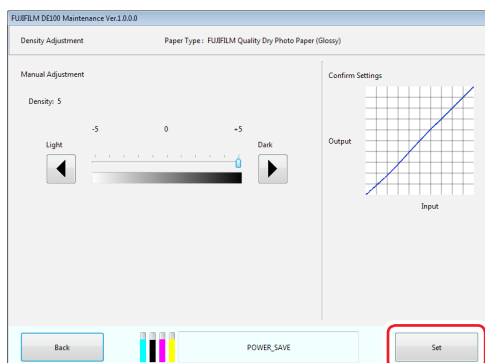 FUJIFILM DE100 Maintenance Ver.1.0.0.0
Density Adjustment
Paper Type : FUJIFILM Quality Dry Photo Paper (Glossy)
Manual Adjustment
Confirm Settings
Density: 5
-5 0 +5
Light
Dark
Output
Input
Back
POWER_SAVE
Set